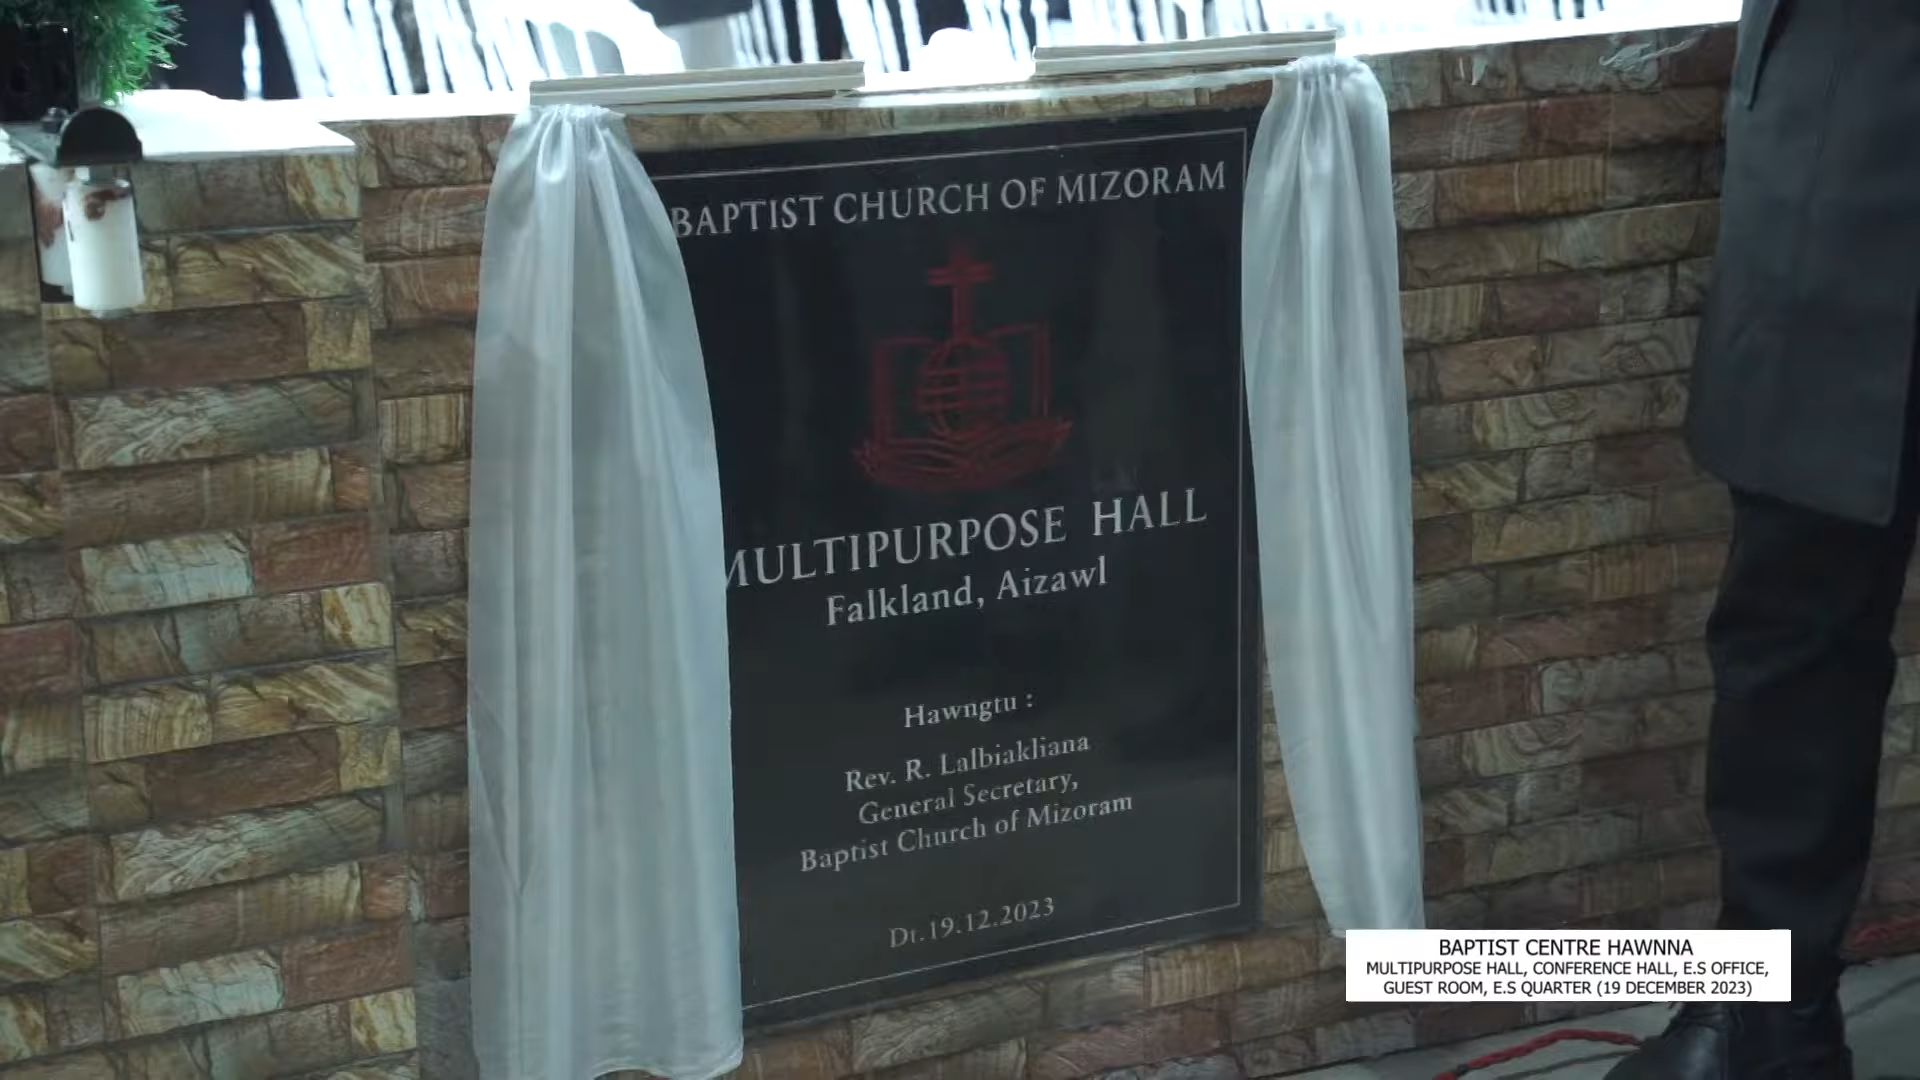 BAPTIST CHURCH OF MIZORAM
MULTIPURPOSE HALL
Falkland, Aizawl
Hawngtu :
Rev. R. Lalbiakliana
General Secretary,
Baptist Church of Mizoram
Dt.19.12.2023
BAPTIST CENTRE HAWNNA
MULTIPURPOSE HALL, CONFERENCE HALL, E.S OFFICE,
GUEST ROOM, E.S QUARTER (19 DECEMBER 2023)